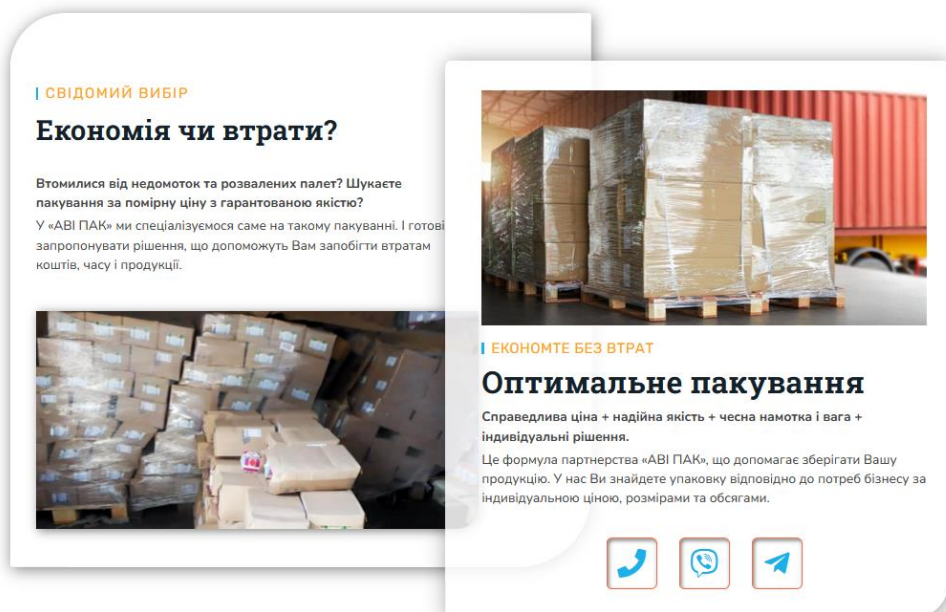 СВІДОМИЙ ВИБІР
Економія чи втрати?
Втомилися від недомоток та розвалених палет? Шукаєте
пакування за помірну ціну з гарантованою якістю?
У «АВІ ПАК» ми спеціалізуємося саме на такому пакуванні. І готові
запропонувати рішення, що допоможуть Вам запобігти втратам
коштів, часу і продукції.
ЕКОНОМТЕ БЕЗ ВТРАТ
Оптимальне пакування
Справедлива ціна + надійна якість + чесна намотка і вага +
індивідуальні рішення.
Це формула партнерства «АВІ ПАК», що допомагає зберігати Вашу
продукцію. У нас Ви знайдете упаковку відповідно до потреб бізнесу за
індивідуальною ціною, розмірами та обсягами.